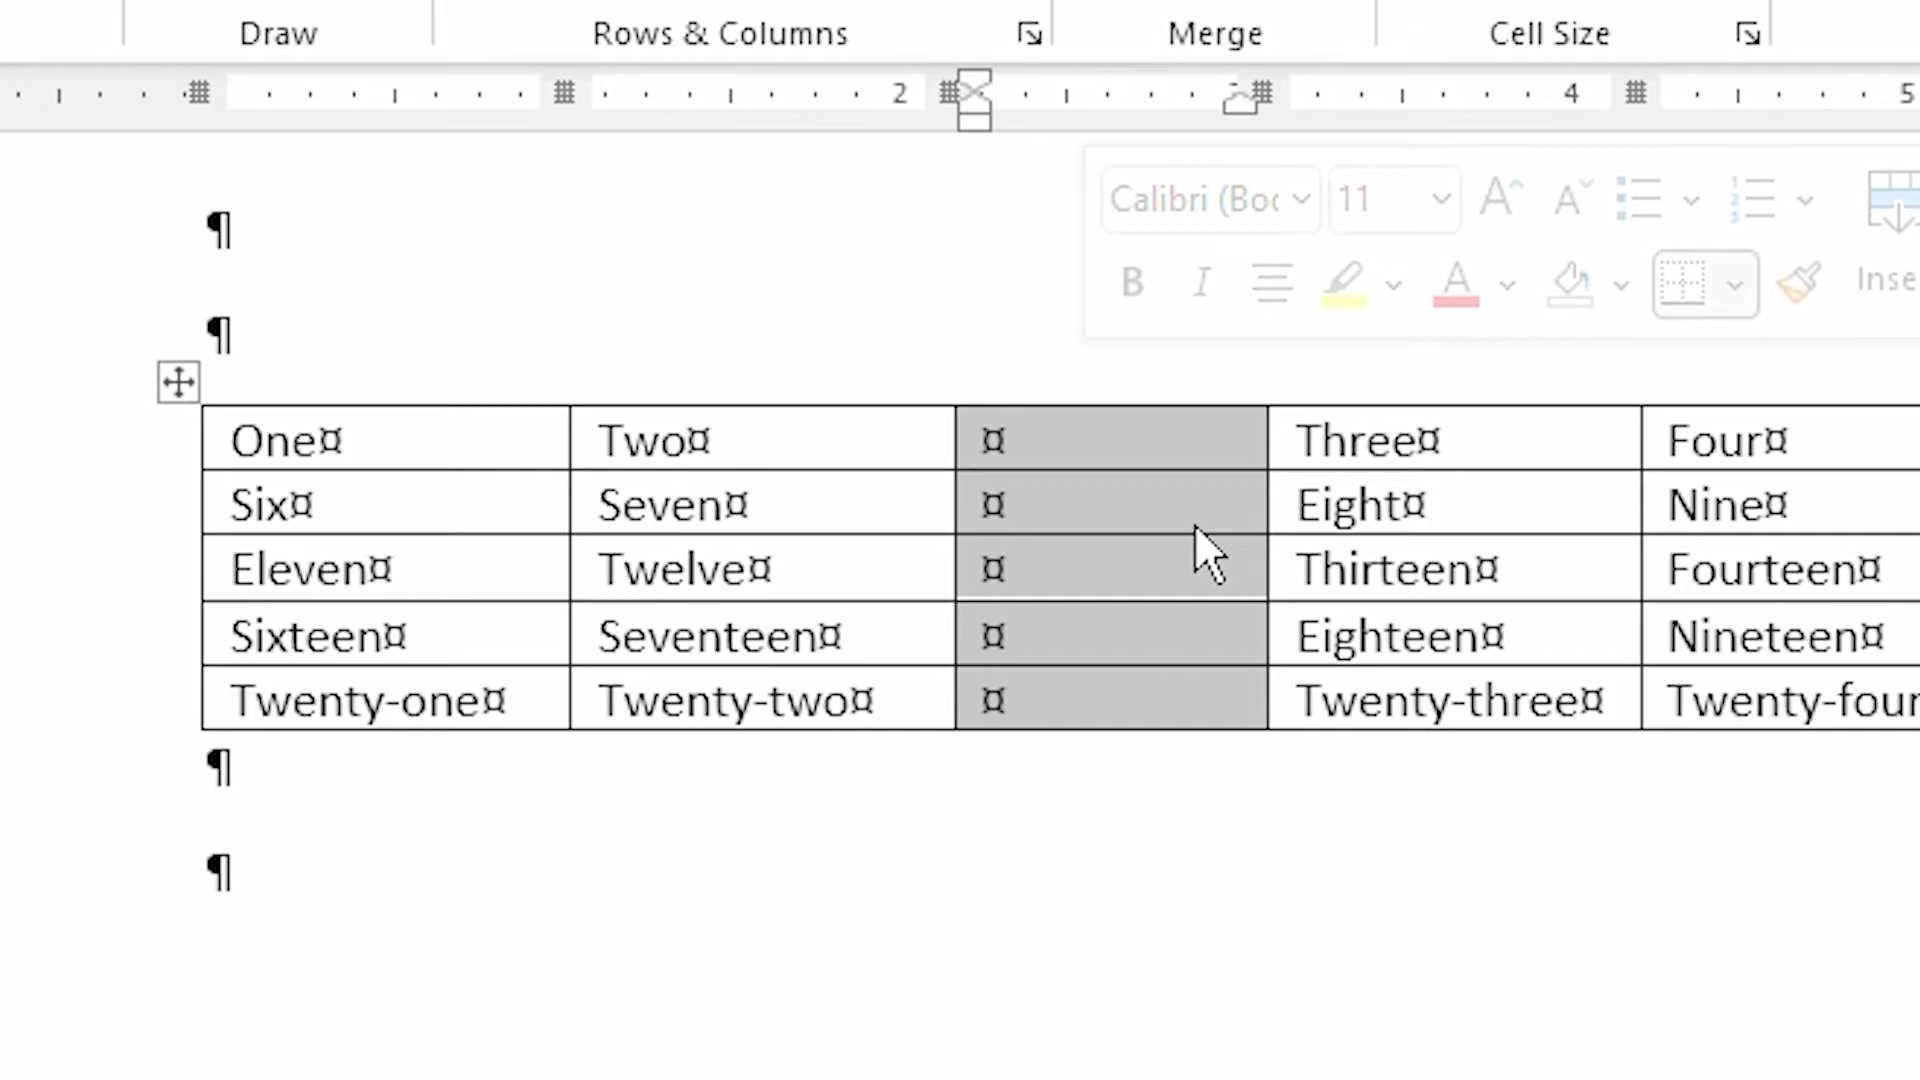 Draw Rows & Columns Merge Cell Size
2 4 5
Calibri (Boc 11
B I A Inse
¶
¶
One¤ Two¤ ¤ Three¤ Four¤
Six¤ Seven¤ ¤ Eight¤ Nine¤
Eleven¤ Twelve¤ ¤ Thirteen¤ Fourteen¤
Sixteen¤ Seventeen¤ ¤ Eighteen¤ Nineteen¤
Twenty-one¤ Twenty-two¤ ¤ Twenty-three¤ Twenty-four
¶
¶